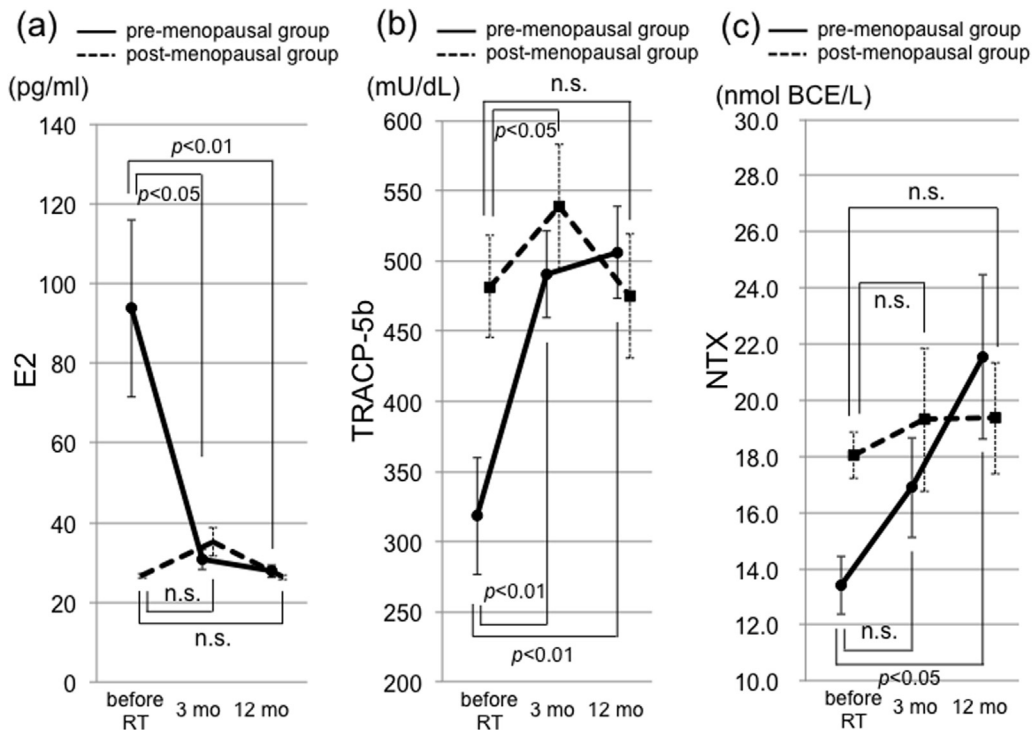 (a)
pre-menopausal group
post-menopausal group
(pg/ml)
140
120
100
80
60
40
20
0
E2
p<0.01
p<0.05
n.s.
n.s.
before RT
3 mo
12 mo
(b)
pre-menopausal group
post-menopausal group
(mU/dL)
600
550
500
450
400
350
300
250
200
TRACP-5b
n.s.
p<0.05
p<0.01
p<0.01
before RT
3 mo
12 mo
(c)
pre-menopausal group
post-menopausal group
(nmol BCE/L)
30.0
28.0
26.0
24.0
22.0
20.0
18.0
16.0
14.0
12.0
10.0
NTX
n.s.
n.s.
n.s.
p<0.05
before RT
3 mo
12 mo